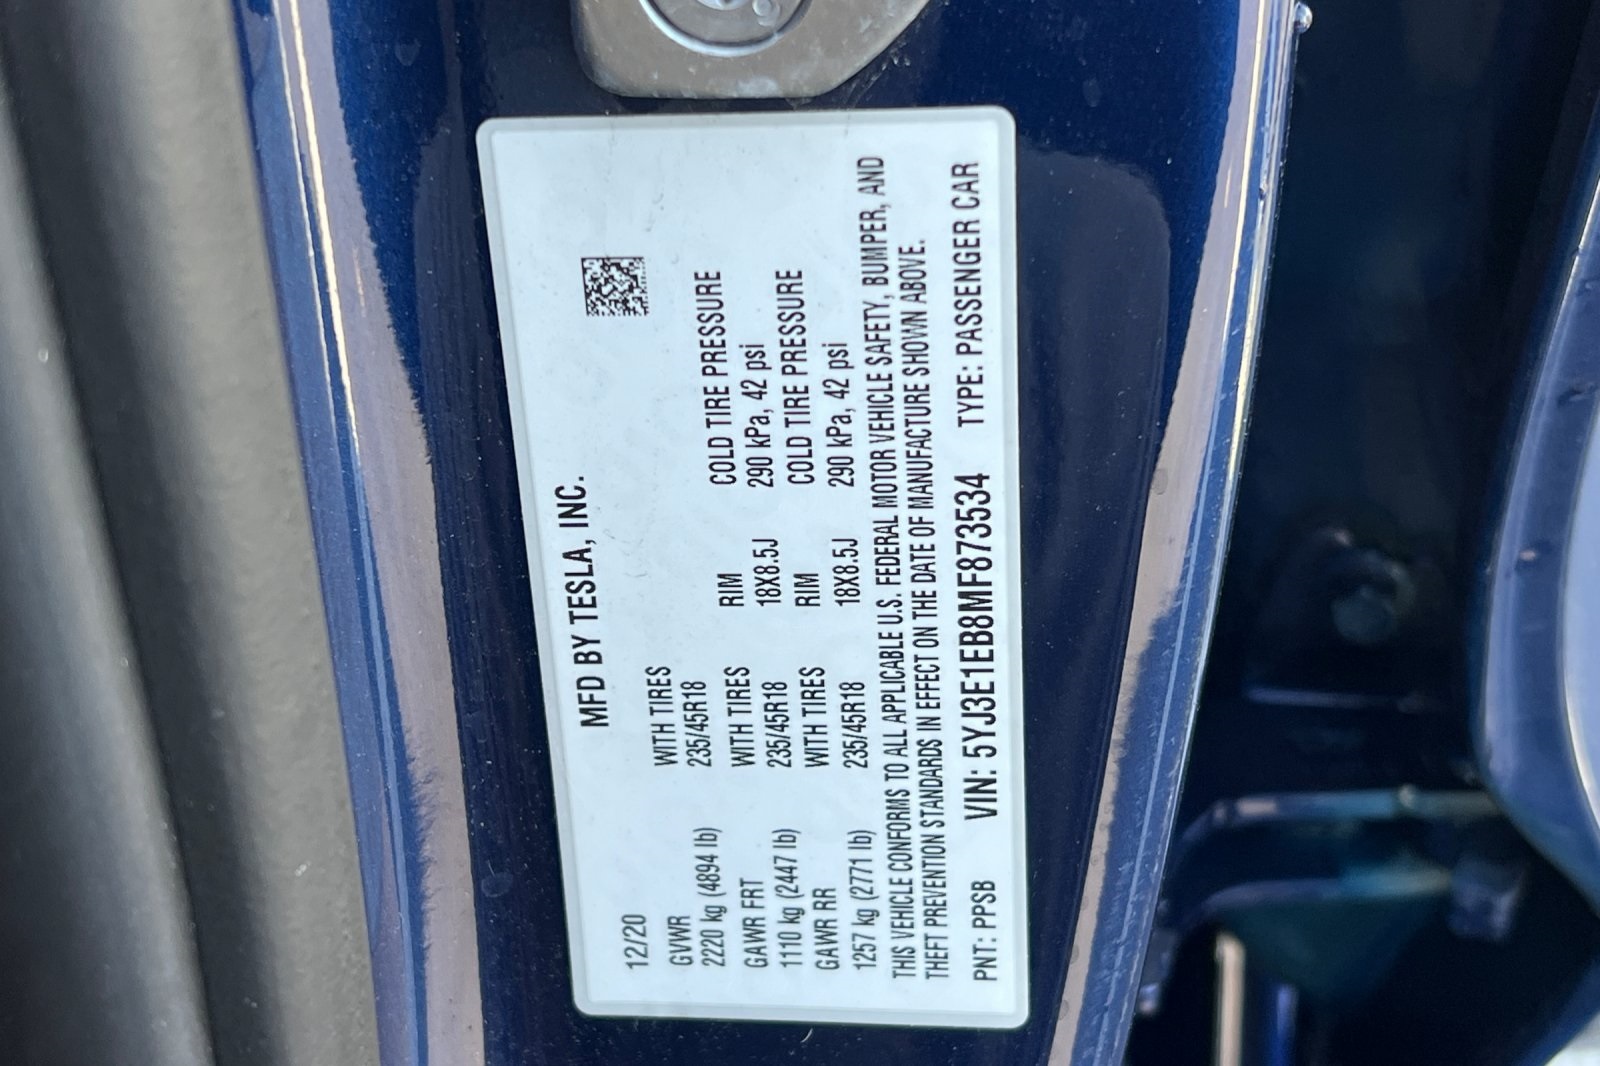 MFD BY TESLA, INC.
12/20
GVWR WITH TIRES
2220 kg (4894 lb) 235/45R18
GAWR FRT WITH TIRES RIM COLD TIRE PRESSURE
1110 kg (2447 lb) 235/45R18 18X8.5J 290 kPa, 42 psi
GAWR RR WITH TIRES RIM COLD TIRE PRESSURE
1257 kg (2771 lb) 235/45R18 18X8.5J 290 kPa, 42 psi
THIS VEHICLE CONFORMS TO ALL APPLICABLE U.S. FEDERAL MOTOR VEHICLE SAFETY, BUMPER, AND
THEFT PREVENTION STANDARDS IN EFFECT ON THE DATE OF MANUFACTURE SHOWN ABOVE.
PNT: PPSB VIN: 5YJ3E1EB8MF873534 TYPE: PASSENGER CAR